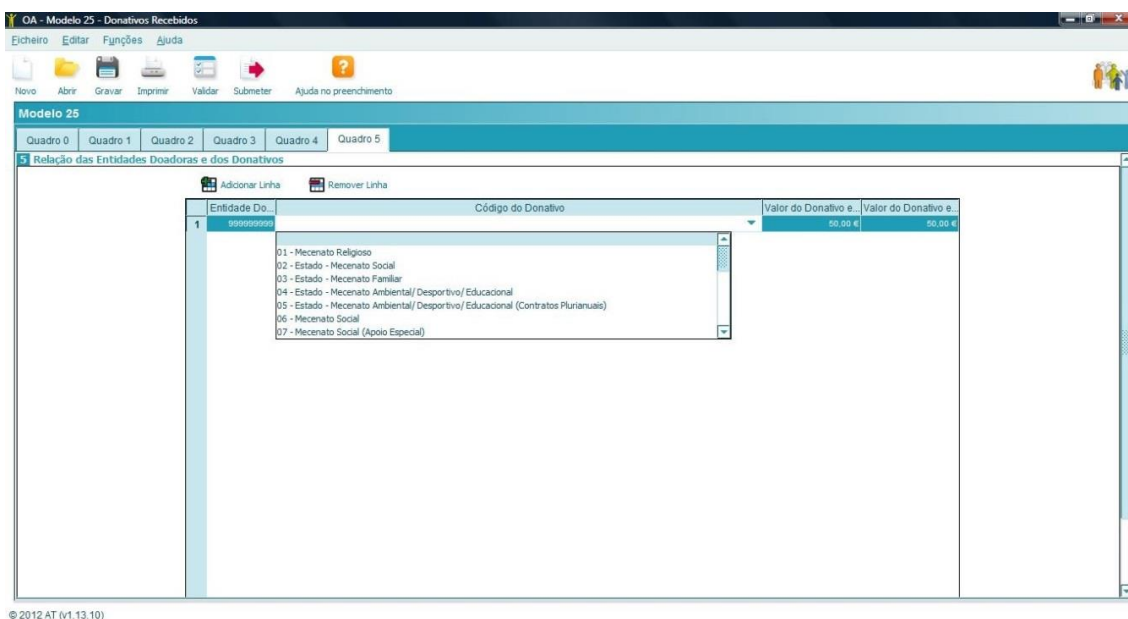 OA - Modelo 25 - Donativos Recebidos
Ficheiro Editar Funções Ajuda
Novo Abrir Gravar Imprimir Validar Submeter Ajuda no preenchimento
Modelo 25
Quadro 0 Quadro 1 Quadro 2 Quadro 3 Quadro 4 Quadro 5
5 Relação das Entidades Doadoras e dos Donativos
Adicionar Linha Remover Linha
Entidade Do... Código do Donativo Valor do Donativo e... Valor do Donativo e...
1 999999999 50,00 € 50,00 €
01 - Mecenato Religioso
02 - Estado - Mecenato Social
03 - Estado - Mecenato Familiar
04 - Estado - Mecenato Ambiental/ Desportivo/ Educacional
05 - Estado - Mecenato Ambiental/ Desportivo/ Educacional (Contratos Plurianuais)
06 - Mecenato Social
07 - Mecenato Social (Apoio Especial)
© 2012 AT (v1.13.10)